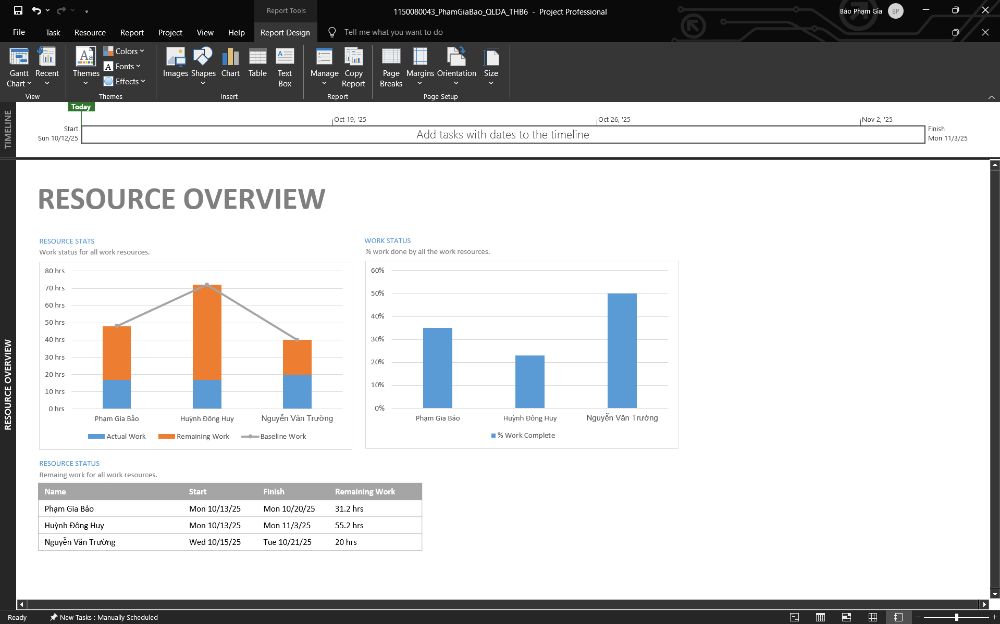 Report Tools
1150080043_PhamGiaBao_QLDA_THB6 - Project Professional
Bảo Phạm Gia
BP
File Task Resource Report Project View Help Report Design Tell me what you want to do
Gantt Chart
Recent
View
Themes
Colors
Fonts
Effects
Themes
Images
Shapes
Chart
Table
Text Box
Insert
Manage
Copy Report
Report
Page Breaks
Margins
Orientation
Size
Page Setup
TIMELINE
Today
Oct 19, '25
Oct 26, '25
Nov 2, '25
Start
Sun 10/12/25
Add tasks with dates to the timeline
Finish
Mon 11/3/25
RESOURCE OVERVIEW
RESOURCE OVERVIEW
RESOURCE STATS
Work status for all work resources.
80 hrs
70 hrs
60 hrs
50 hrs
40 hrs
30 hrs
20 hrs
10 hrs
0 hrs
Phạm Gia Bảo
Huỳnh Đông Huy
Nguyễn Văn Trường
Actual Work
Remaining Work
Baseline Work
WORK STATUS
% work done by all the work resources.
60%
50%
40%
30%
20%
10%
0%
Phạm Gia Bảo
Huỳnh Đông Huy
Nguyễn Văn Trường
% Work Complete
RESOURCE STATUS
Remaing work for all work resources.
Name Start Finish Remaining Work
Phạm Gia Bảo Mon 10/13/25 Mon 10/20/25 31.2 hrs
Huỳnh Đông Huy Mon 10/13/25 Mon 11/3/25 55.2 hrs
Nguyễn Văn Trường Wed 10/15/25 Tue 10/21/25 20 hrs
Ready
New Tasks : Manually Scheduled